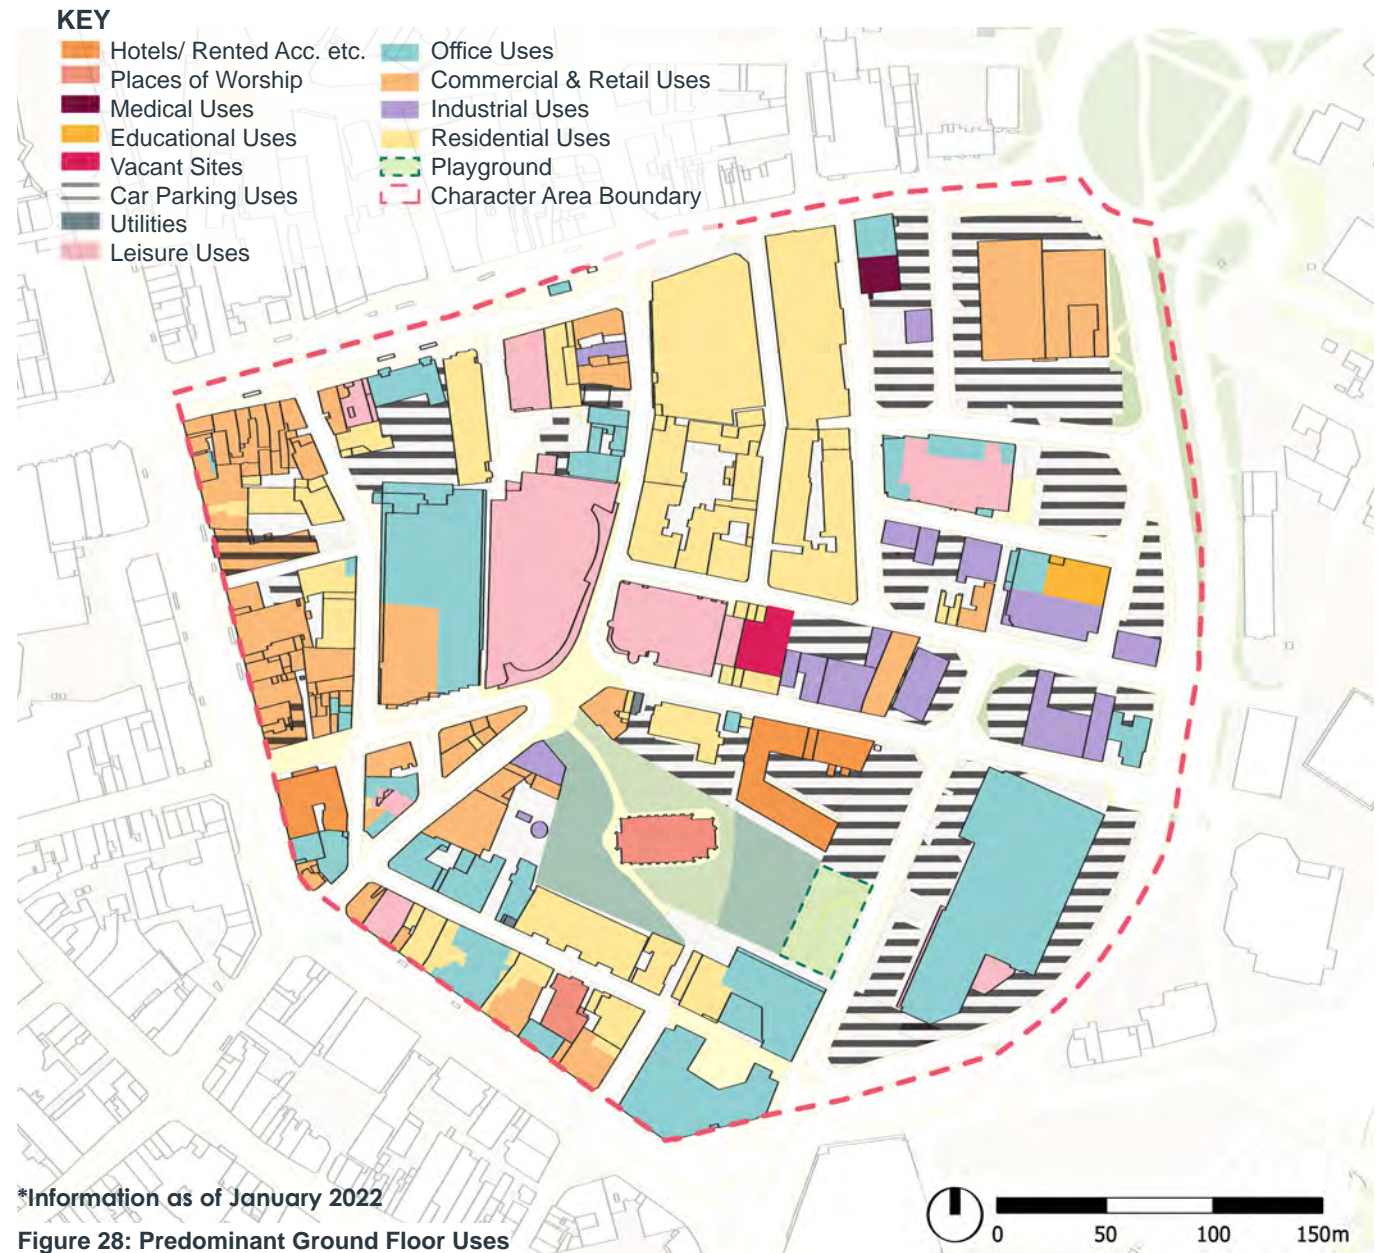 KEY
Hotels/ Rented Acc. etc.
Places of Worship
Medical Uses
Educational Uses
Vacant Sites
Car Parking Uses
Utilities
Leisure Uses
Office Uses
Commercial & Retail Uses
Industrial Uses
Residential Uses
Playground
Character Area Boundary
*Information as of January 2022
Figure 28: Predominant Ground Floor Uses
0 50 100 150m